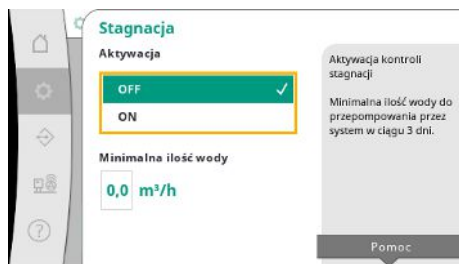 Stagnacja
Aktywacja
OFF
ON
Minimalna ilość wody
0,0 m³/h
Aktywacja kontroli
stagnacji
Minimalna ilość wody do
przepompowania przez
system w ciągu 3 dni.
Pomoc